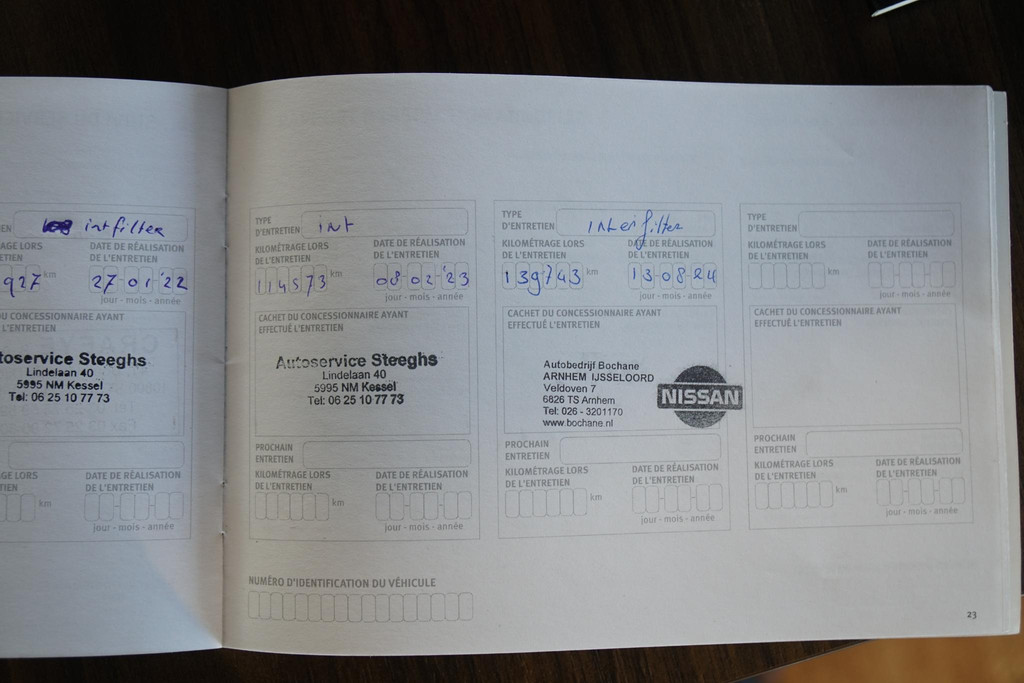 EN intfilter
AGE LORS DATE DE RÉALISATION
ETIEN DE L'ENTRETIEN
927 km 27-01-'22
jour - mois - année
DU CONCESSIONNAIRE AYANT
L'ENTRETIEN
toservice Steeghs
Lindelaan 40
5995 NM Kessel
Tel: 06 25 10 77 73
GE LORS DATE DE RÉALISATION
TIEN DE L'ENTRETIEN
km
jour - mois - année
TYPE
D'ENTRETIEN int
KILOMÉTRAGE LORS DATE DE RÉALISATION
DE L'ENTRETIEN DE L'ENTRETIEN
114573 km 08-02-'23
jour - mois - année
CACHET DU CONCESSIONNAIRE AYANT
EFFECTUÉ L'ENTRETIEN
Autoservice Steeghs
Lindelaan 40
5995 NM Kessel
Tel: 06 25 10 77 73
PROCHAIN
ENTRETIEN
KILOMÉTRAGE LORS DATE DE RÉALISATION
DE L'ENTRETIEN DE L'ENTRETIEN
km
jour - mois - année
TYPE
D'ENTRETIEN
KILOMÉTRAGE LORS DATE DE RÉALISATION
DE L'ENTRETIEN DE L'ENTRETIEN
139743 km 13-08-24
jour - mois - année
CACHET DU CONCESSIONNAIRE AYANT
EFFECTUÉ L'ENTRETIEN
Autobedrijf Bochane
ARNHEM IJSSELOORD
Veldoven 7
6826 TS Arnhem
Tel: 026 - 3201170
www.bochane.nl
NISSAN
PROCHAIN
ENTRETIEN
KILOMÉTRAGE LORS DATE DE RÉALISATION
DE L'ENTRETIEN DE L'ENTRETIEN
km
jour - mois - année
TYPE
D'ENTRETIEN
KILOMÉTRAGE LORS DATE DE RÉALISATION
DE L'ENTRETIEN DE L'ENTRETIEN
km
jour - mois - année
CACHET DU CONCESSIONNAIRE AYANT
EFFECTUÉ L'ENTRETIEN
PROCHAIN
ENTRETIEN
KILOMÉTRAGE LORS DATE DE RÉALISATION
DE L'ENTRETIEN DE L'ENTRETIEN
km
jour - mois - année
NUMÉRO D'IDENTIFICATION DU VÉHICULE
23